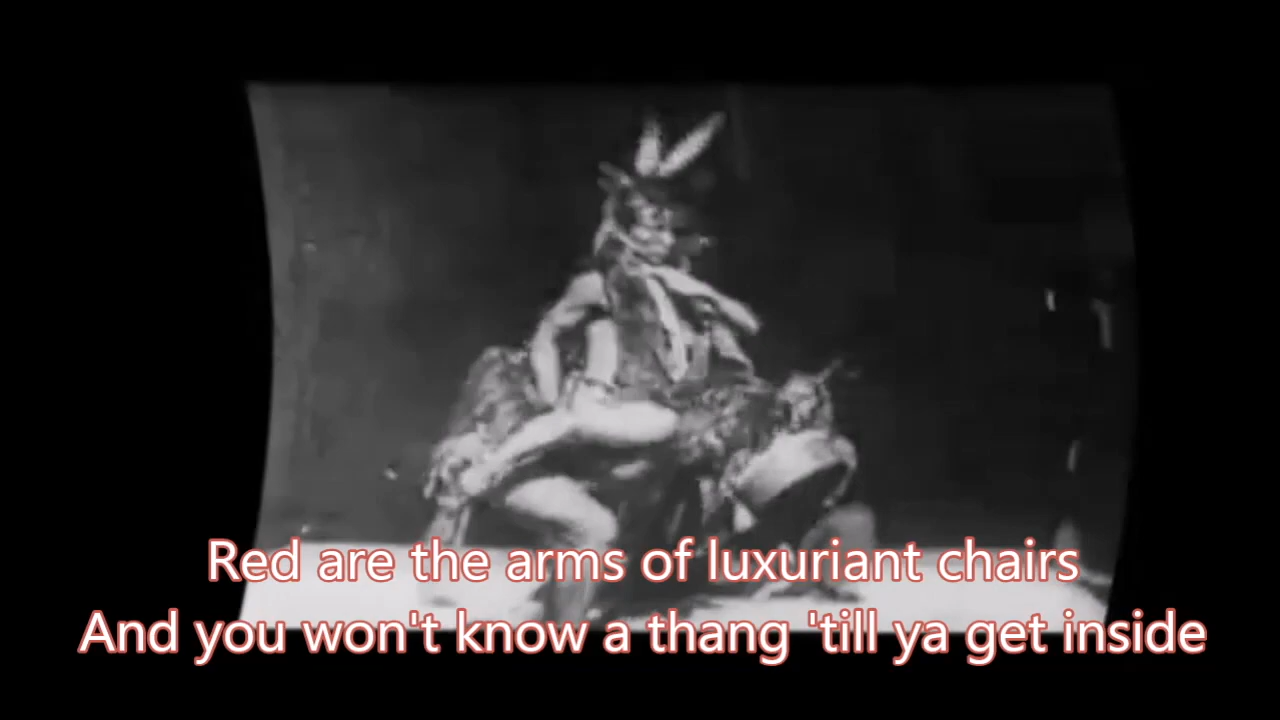 Red are the arms of luxuriant chairs
And you won't know a thang 'till ya get inside